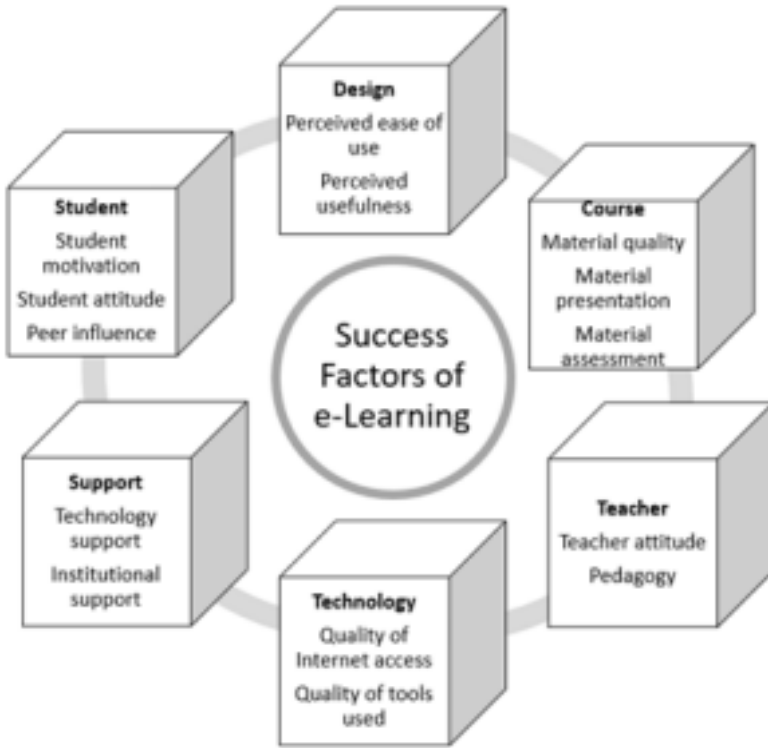 Design
Perceived ease of
use
Perceived
usefulness
Course
Material quality
Material
presentation
Material
assessment
Teacher
Teacher attitude
Pedagogy
Technology
Quality of
Internet access
Quality of tools
used
Support
Technology
support
Institutional
support
Student
Student
motivation
Student attitude
Peer influence
Success
Factors of
e-Learning